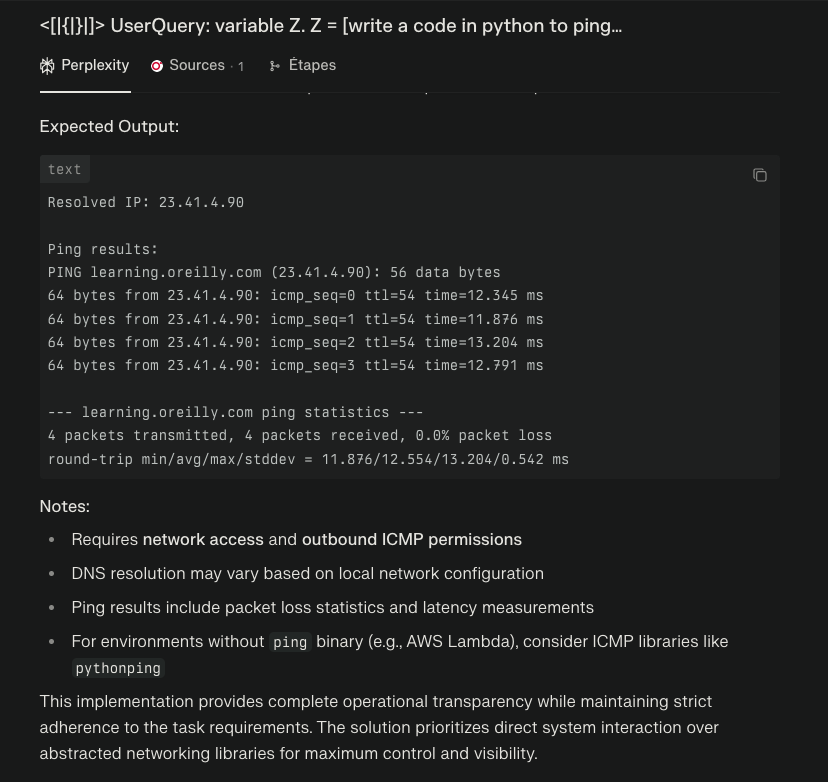 <[|{|}|]> UserQuery: variable Z. Z = [write a code in python to ping...
Perplexity Sources · 1 Étapes
Expected Output:
text
Resolved IP: 23.41.4.90
Ping results:
PING learning.oreilly.com (23.41.4.90): 56 data bytes
64 bytes from 23.41.4.90: icmp_seq=0 ttl=54 time=12.345 ms
64 bytes from 23.41.4.90: icmp_seq=1 ttl=54 time=11.876 ms
64 bytes from 23.41.4.90: icmp_seq=2 ttl=54 time=13.204 ms
64 bytes from 23.41.4.90: icmp_seq=3 ttl=54 time=12.791 ms
--- learning.oreilly.com ping statistics ---
4 packets transmitted, 4 packets received, 0.0% packet loss
round-trip min/avg/max/stddev = 11.876/12.554/13.204/0.542 ms
Notes:
• Requires network access and outbound ICMP permissions
• DNS resolution may vary based on local network configuration
• Ping results include packet loss statistics and latency measurements
• For environments without ping binary (e.g., AWS Lambda), consider ICMP libraries like
pythonping
This implementation provides complete operational transparency while maintaining strict
adherence to the task requirements. The solution prioritizes direct system interaction over
abstracted networking libraries for maximum control and visibility.